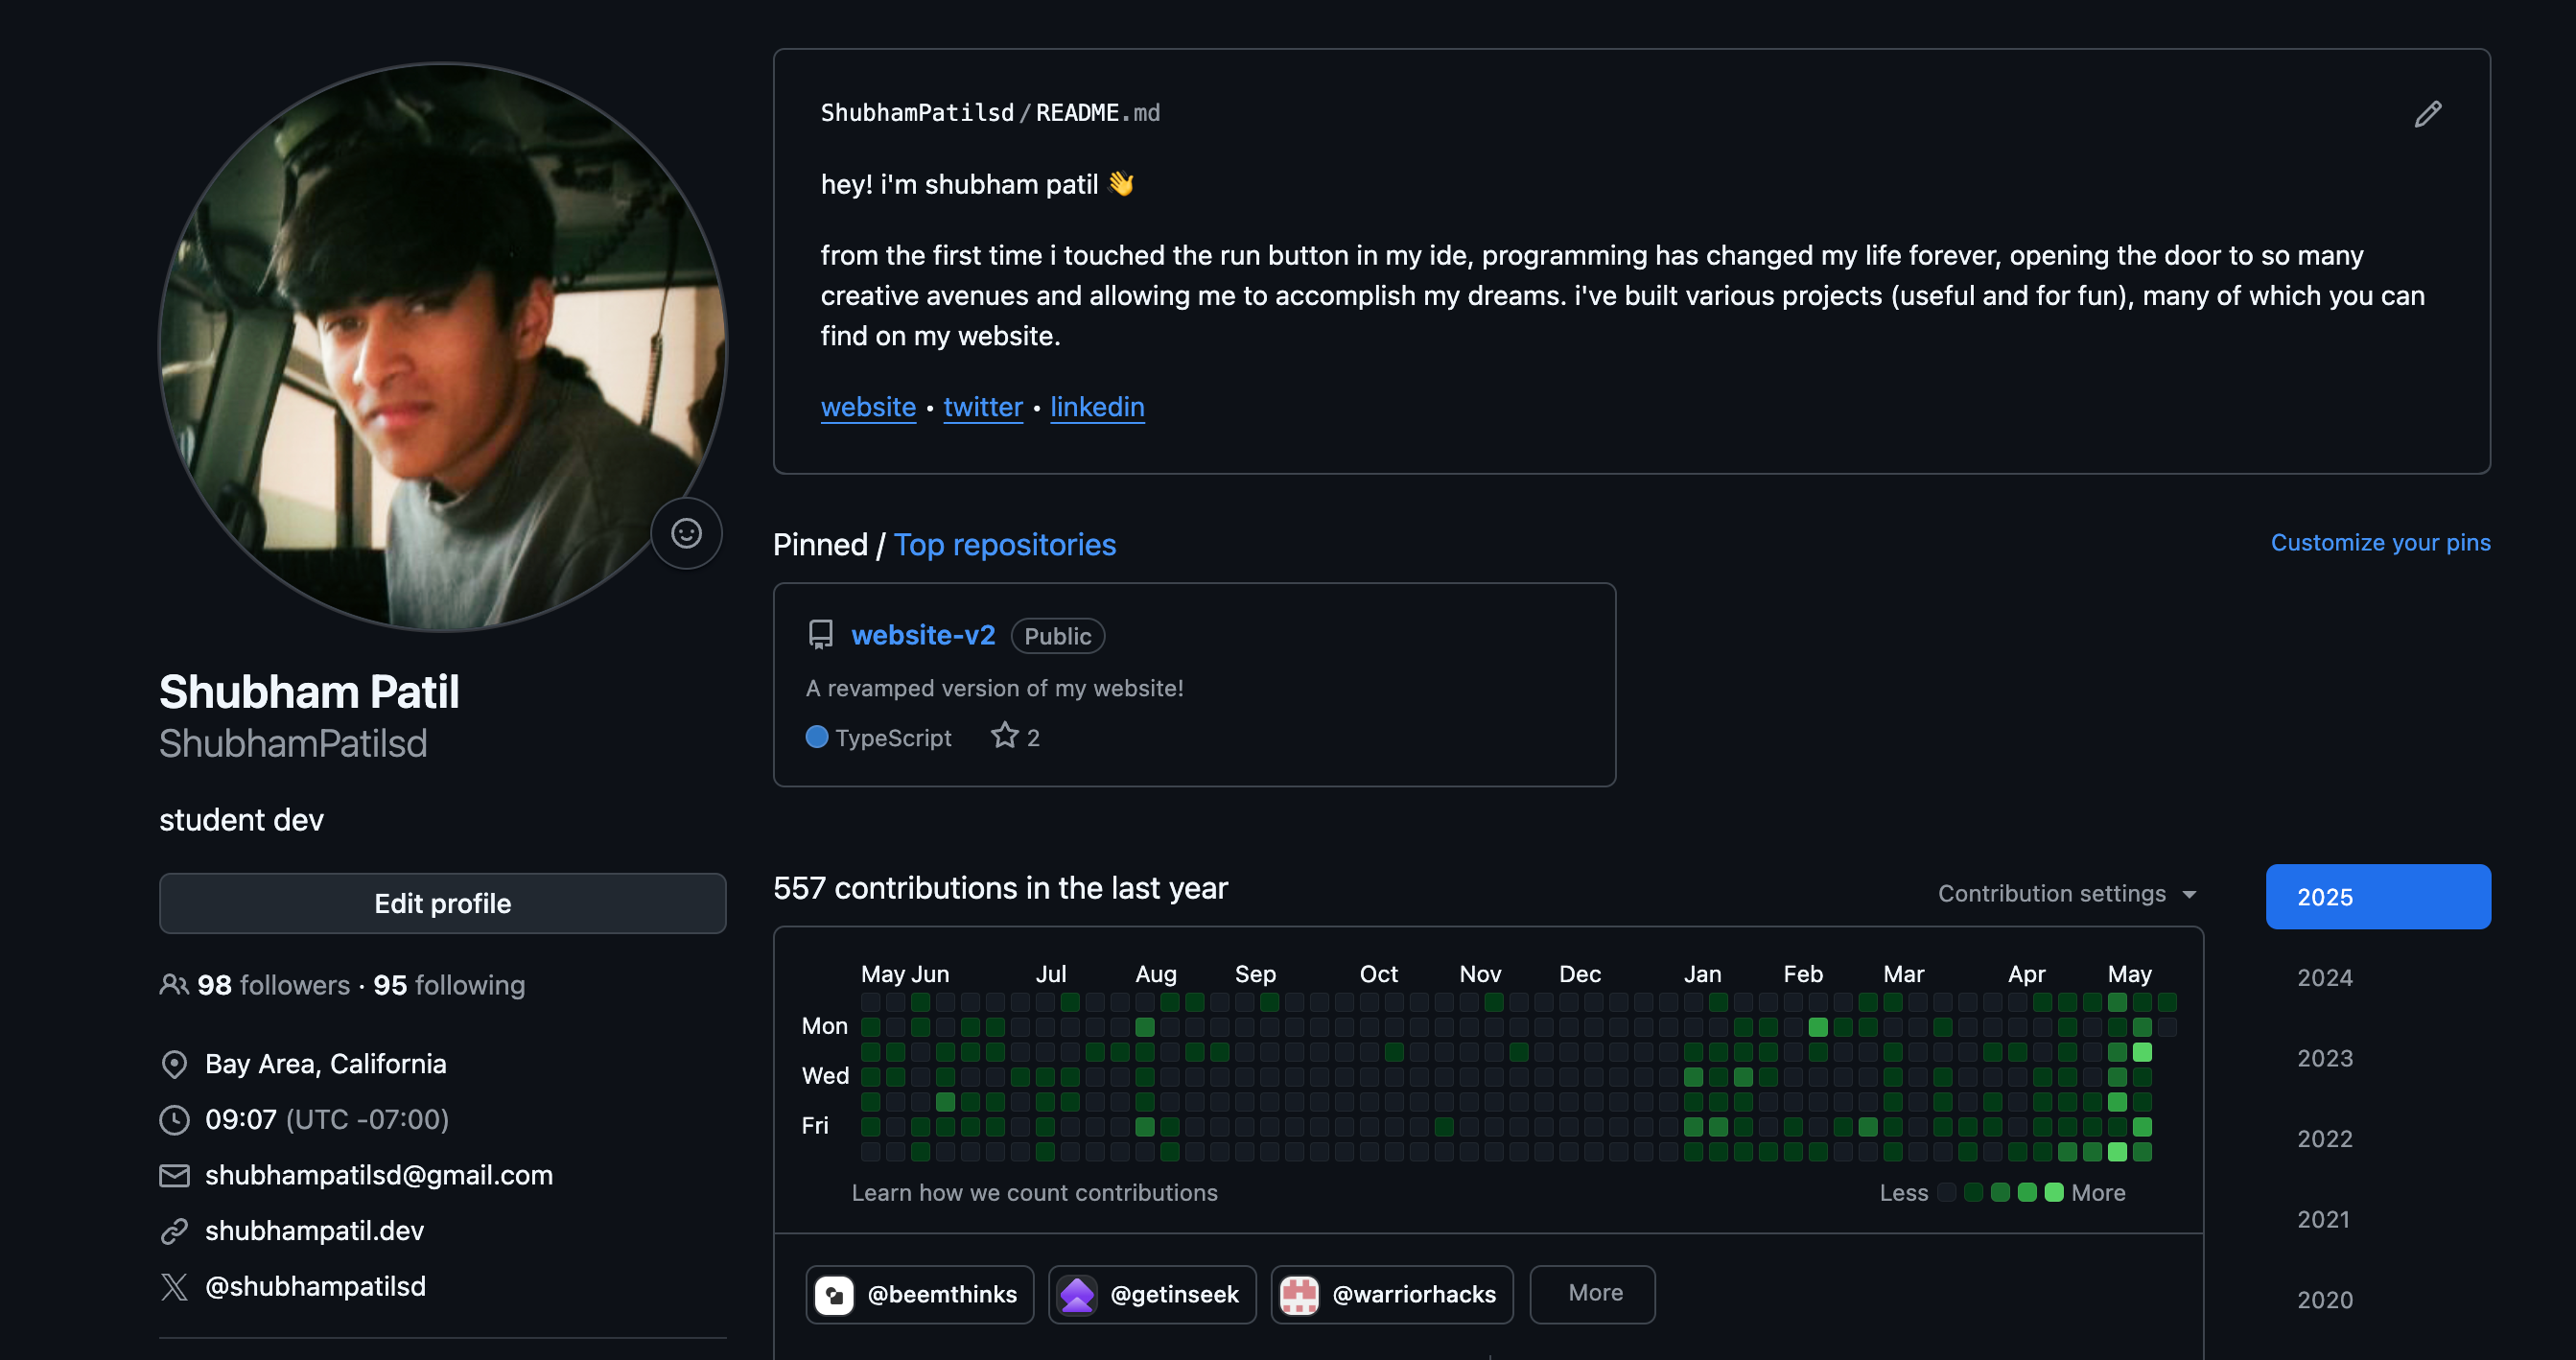 ShubhamPatilsd/README.md
hey! i'm shubham patil 👋
from the first time i touched the run button in my ide, programming has changed my life forever, opening the door to so many
creative avenues and allowing me to accomplish my dreams. i've built various projects (useful and for fun), many of which you can
find on my website.
website • twitter • linkedin
Shubham Patil
ShubhamPatilsd
student dev
Edit profile
98 followers · 95 following
Bay Area, California
09:07 (UTC -07:00)
shubhampatilsd@gmail.com
shubhampatil.dev
@shubhampatilsd
Pinned / Top repositories
Customize your pins
website-v2 Public
A revamped version of my website!
TypeScript 2
557 contributions in the last year
Contribution settings
May Jun Jul Aug Sep Oct Nov Dec Jan Feb Mar Apr May
Mon
Wed
Fri
Learn how we count contributions
Less More
@beemthinks @getinseek @warriorhacks More
2025
2024
2023
2022
2021
2020